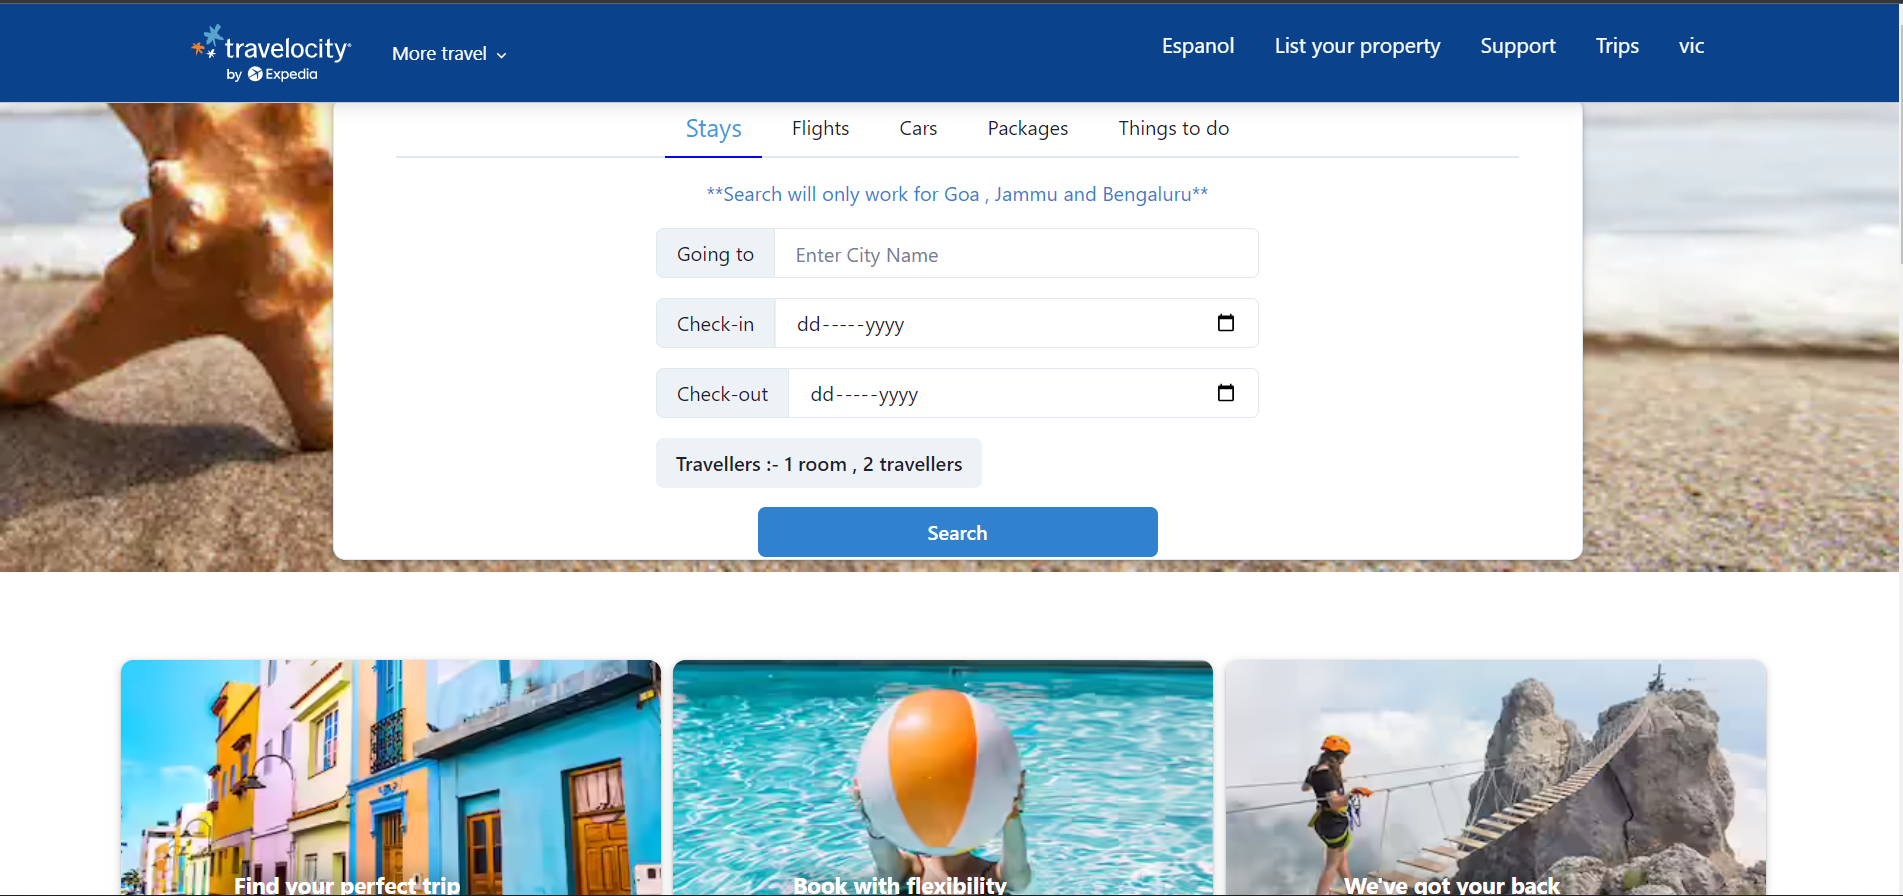 travelocity
by Expedia
More travel
Espanol
List your property
Support
Trips
vic
Stays
Flights
Cars
Packages
Things to do
**Search will only work for Goa , Jammu and Bengaluru**
Going to
Enter City Name
Check-in
dd-----yyyy
Check-out
dd-----yyyy
Travellers :- 1 room , 2 travellers
Search
Find your perfect trip
Book with flexibility
We've got your back